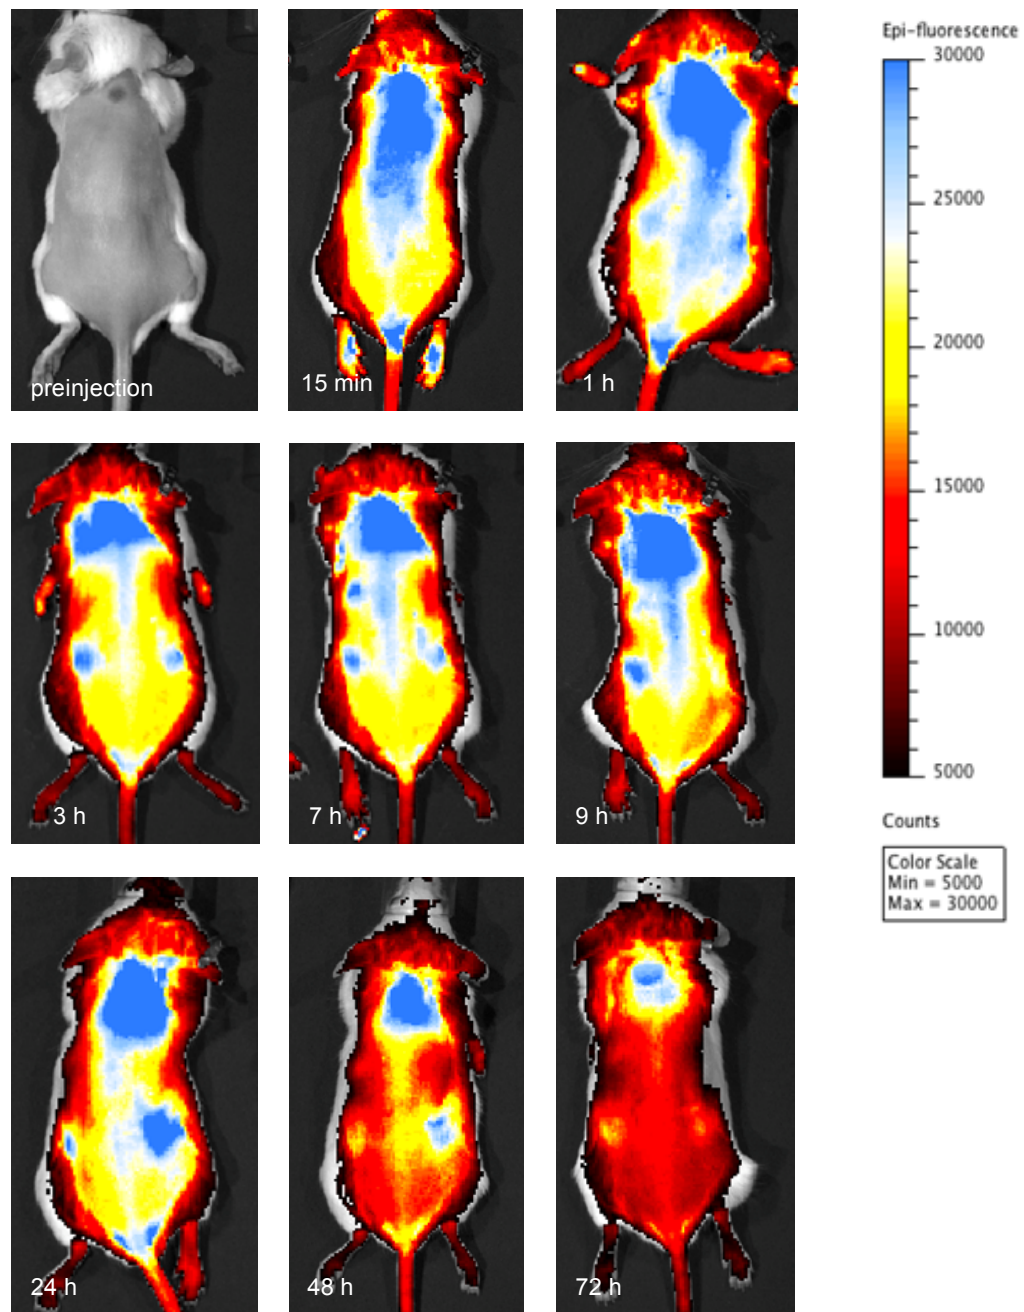 preinjection
15 min
1 h
3 h
7 h
9 h
24 h
48 h
72 h
Epi-fluorescence
30000
25000
20000
15000
10000
5000
Counts
Color Scale
Min = 5000
Max = 30000